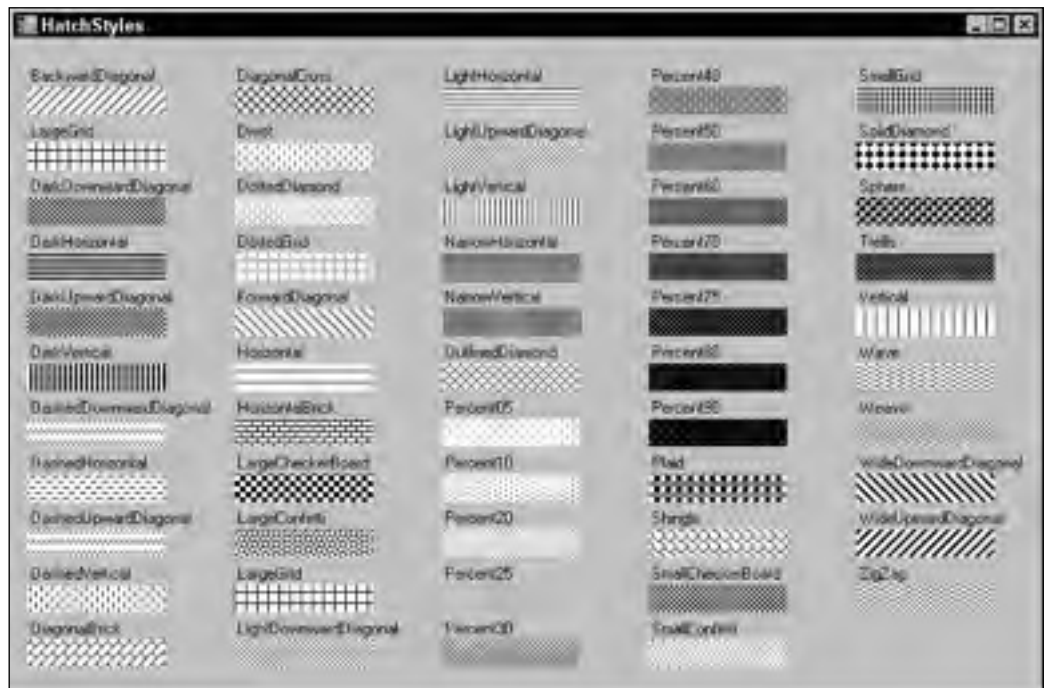 HatchStyles
BackwardDiagonal
LargeGrid
DarkDownwardDiagonal
DarkHorizontal
DarkUpwardDiagonal
DarkVertical
DashedDownwardDiagonal
DashedHorizontal
DashedUpwardDiagonal
DashedVertical
DiagonalBrick
DiagonalCross
Divot
DottedDiamond
DottedGrid
ForwardDiagonal
Horizontal
HorizontalBrick
LargeCheckerBoard
LargeConfetti
LargeGrid
LightDownwardDiagonal
LightHorizontal
LightUpwardDiagonal
LightVertical
NarrowHorizontal
NarrowVertical
OutlinedDiamond
Percent05
Percent10
Percent20
Percent25
Percent30
Percent40
Percent50
Percent60
Percent70
Percent75
Percent80
Percent90
Plaid
Shingle
SmallCheckerBoard
SmallConfetti
SmallGrid
SolidDiamond
Sphere
Trellis
Vertical
Wave
Weave
WideDownwardDiagonal
WideUpwardDiagonal
ZigZag